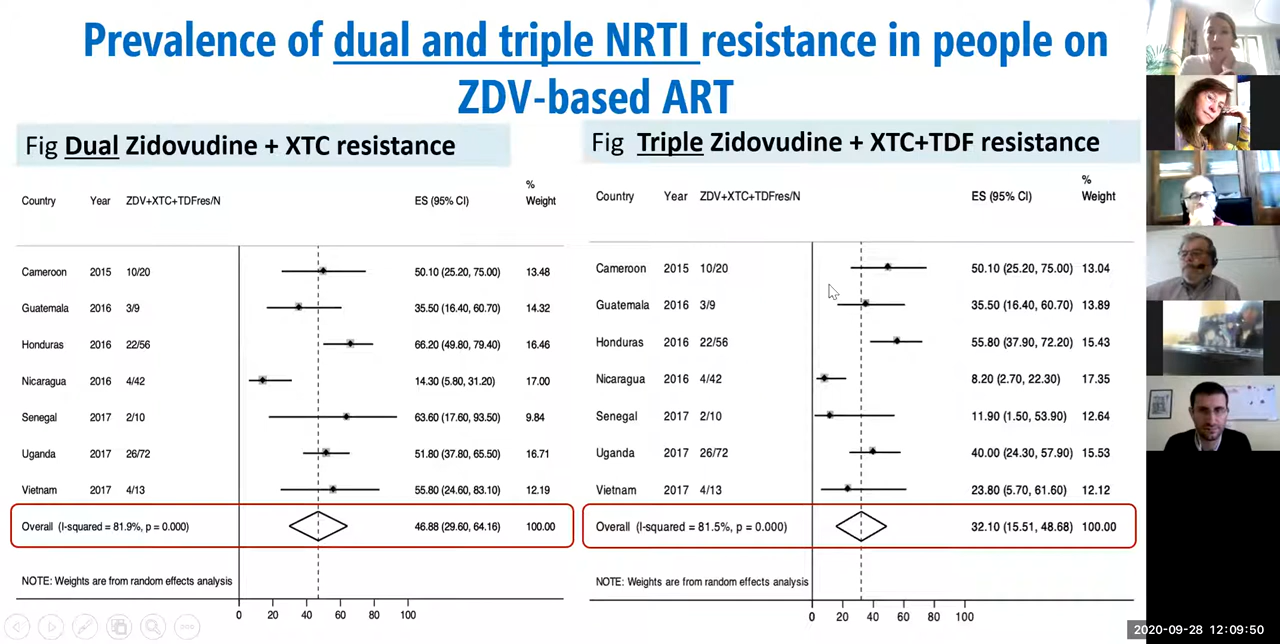 Prevalence of dual and triple NRTI resistance in people on
ZDV-based ART
Fig Dual Zidovudine + XTC resistance
%
Country Year ZDV+XTC+TDFres/N ES (95% CI) Weight
Cameroon 2015 10/20 50.10 (25.20, 75.00) 13.48
Guatemala 2016 3/9 35.50 (16.40, 60.70) 14.32
Honduras 2016 22/56 66.20 (49.80, 79.40) 16.46
Nicaragua 2016 4/42 14.30 (5.80, 31.20) 17.00
Senegal 2017 2/10 63.60 (17.60, 93.50) 9.84
Uganda 2017 26/72 51.80 (37.80, 65.50) 16.71
Vietnam 2017 4/13 55.80 (24.60, 83.10) 12.19
Overall (I-squared = 81.9%, p = 0.000) 46.88 (29.60, 64.16) 100.00
NOTE: Weights are from random effects analysis
0 20 40 60 80 100
Fig Triple Zidovudine + XTC+TDF resistance
%
Country Year ZDV+XTC+TDFres/N ES (95% CI) Weight
Cameroon 2015 10/20 50.10 (25.20, 75.00) 13.04
Guatemala 2016 3/9 35.50 (16.40, 60.70) 13.89
Honduras 2016 22/56 55.80 (37.90, 72.20) 15.43
Nicaragua 2016 4/42 8.20 (2.70, 22.30) 17.35
Senegal 2017 2/10 11.90 (1.50, 53.90) 12.64
Uganda 2017 26/72 40.00 (24.30, 57.90) 15.53
Vietnam 2017 4/13 23.80 (5.70, 61.60) 12.12
Overall (I-squared = 81.5%, p = 0.000) 32.10 (15.51, 48.68) 100.00
NOTE: Weights are from random effects analysis
0 20 40 60 80 100
2020-09-28 12:09:50